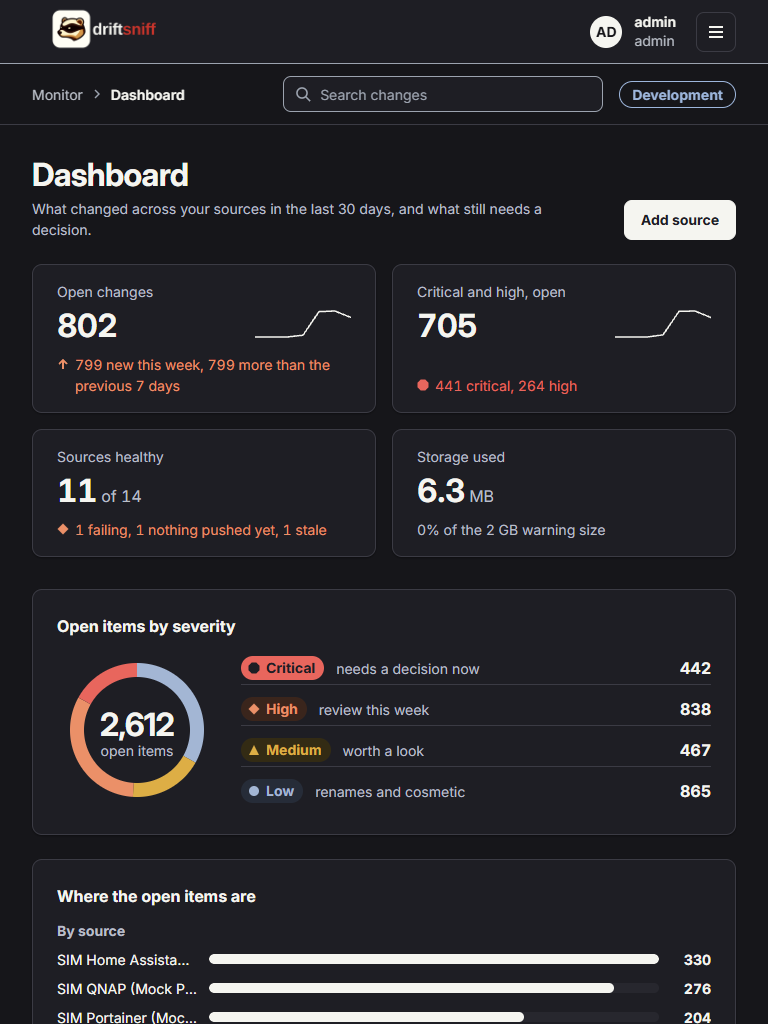 driftsniff
AD
admin
admin
Monitor
Dashboard
Search changes
Development
Dashboard
What changed across your sources in the last 30 days, and what still needs a
decision.
Add source
Open changes
802
799 new this week, 799 more than the
previous 7 days
Critical and high, open
705
441 critical, 264 high
Sources healthy
11 of 14
1 failing, 1 nothing pushed yet, 1 stale
Storage used
6.3 MB
0% of the 2 GB warning size
Open items by severity
2,612
open items
Critical needs a decision now 442
High review this week 838
Medium worth a look 467
Low renames and cosmetic 865
Where the open items are
By source
SIM Home Assista... 330
SIM QNAP (Mock P... 276
SIM Portainer (Moc... 204